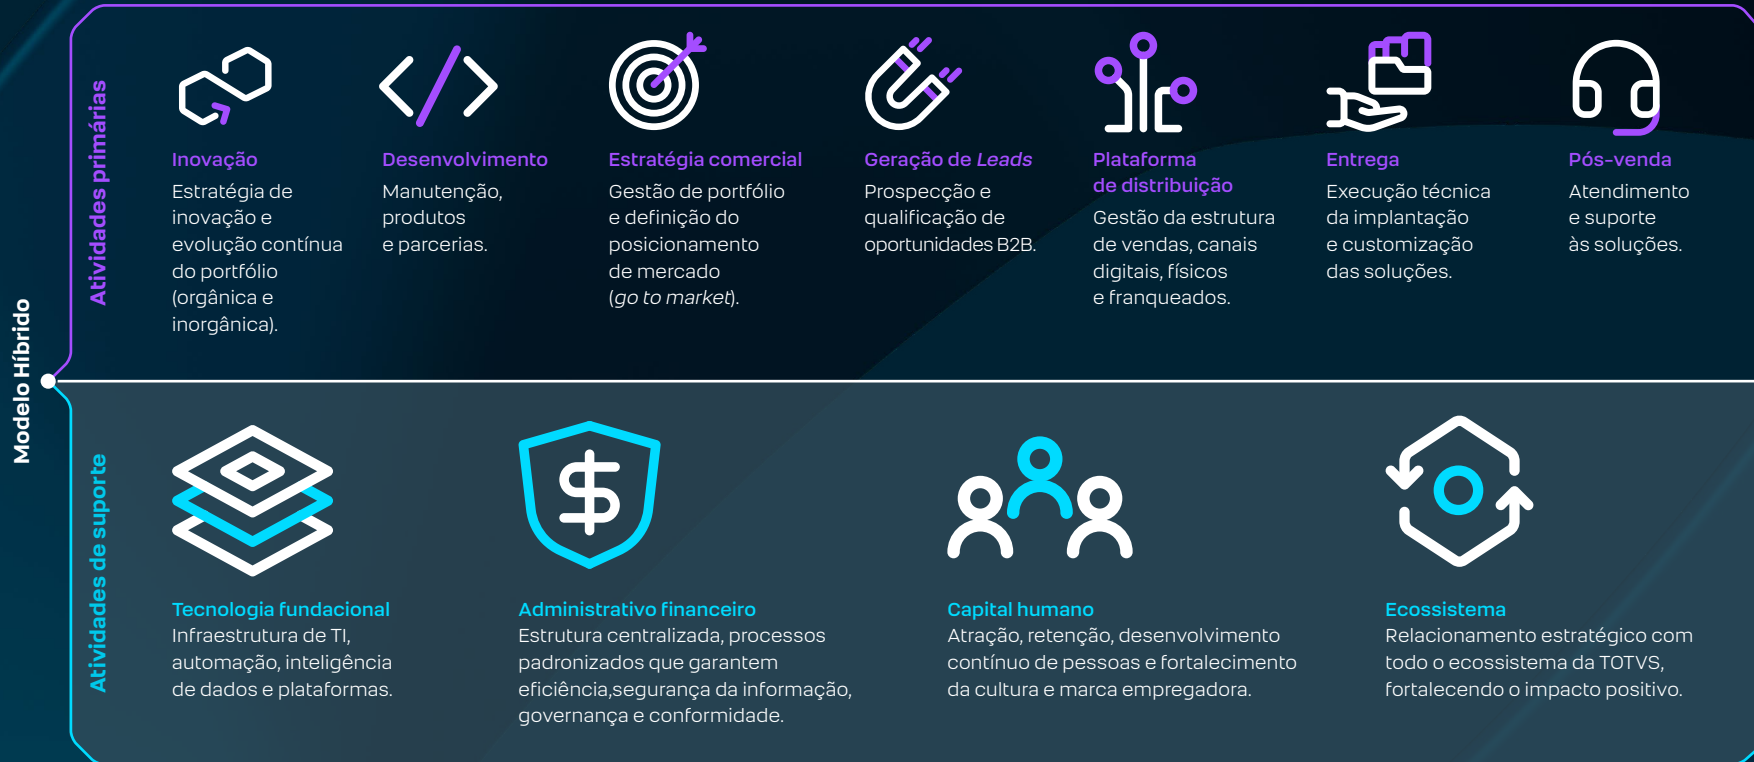 Modelo Híbrido
Atividades primárias
Inovação
Estratégia de
inovação e
evolução contínua
do portfólio
(orgânica e
inorgânica).
Desenvolvimento
Manutenção,
produtos
e parcerias.
Estratégia comercial
Gestão de portfólio
e definição do
posicionamento
de mercado
(go to market).
Geração de Leads
Prospecção e
qualificação de
oportunidades B2B.
Plataforma
de distribuição
Gestão da estrutura
de vendas, canais
digitais, físicos
e franqueados.
Entrega
Execução técnica
da implantação
e customização
das soluções.
Pós-venda
Atendimento
e suporte
às soluções.
Atividades de suporte
Tecnologia fundacional
Infraestrutura de TI,
automação, inteligência
de dados e plataformas.
Administrativo financeiro
Estrutura centralizada, processos
padronizados que garantem
eficiência,segurança da informação,
governança e conformidade.
Capital humano
Atração, retenção, desenvolvimento
contínuo de pessoas e fortalecimento
da cultura e marca empregadora.
Ecossistema
Relacionamento estratégico com
todo o ecossistema da TOTVS,
fortalecendo o impacto positivo.